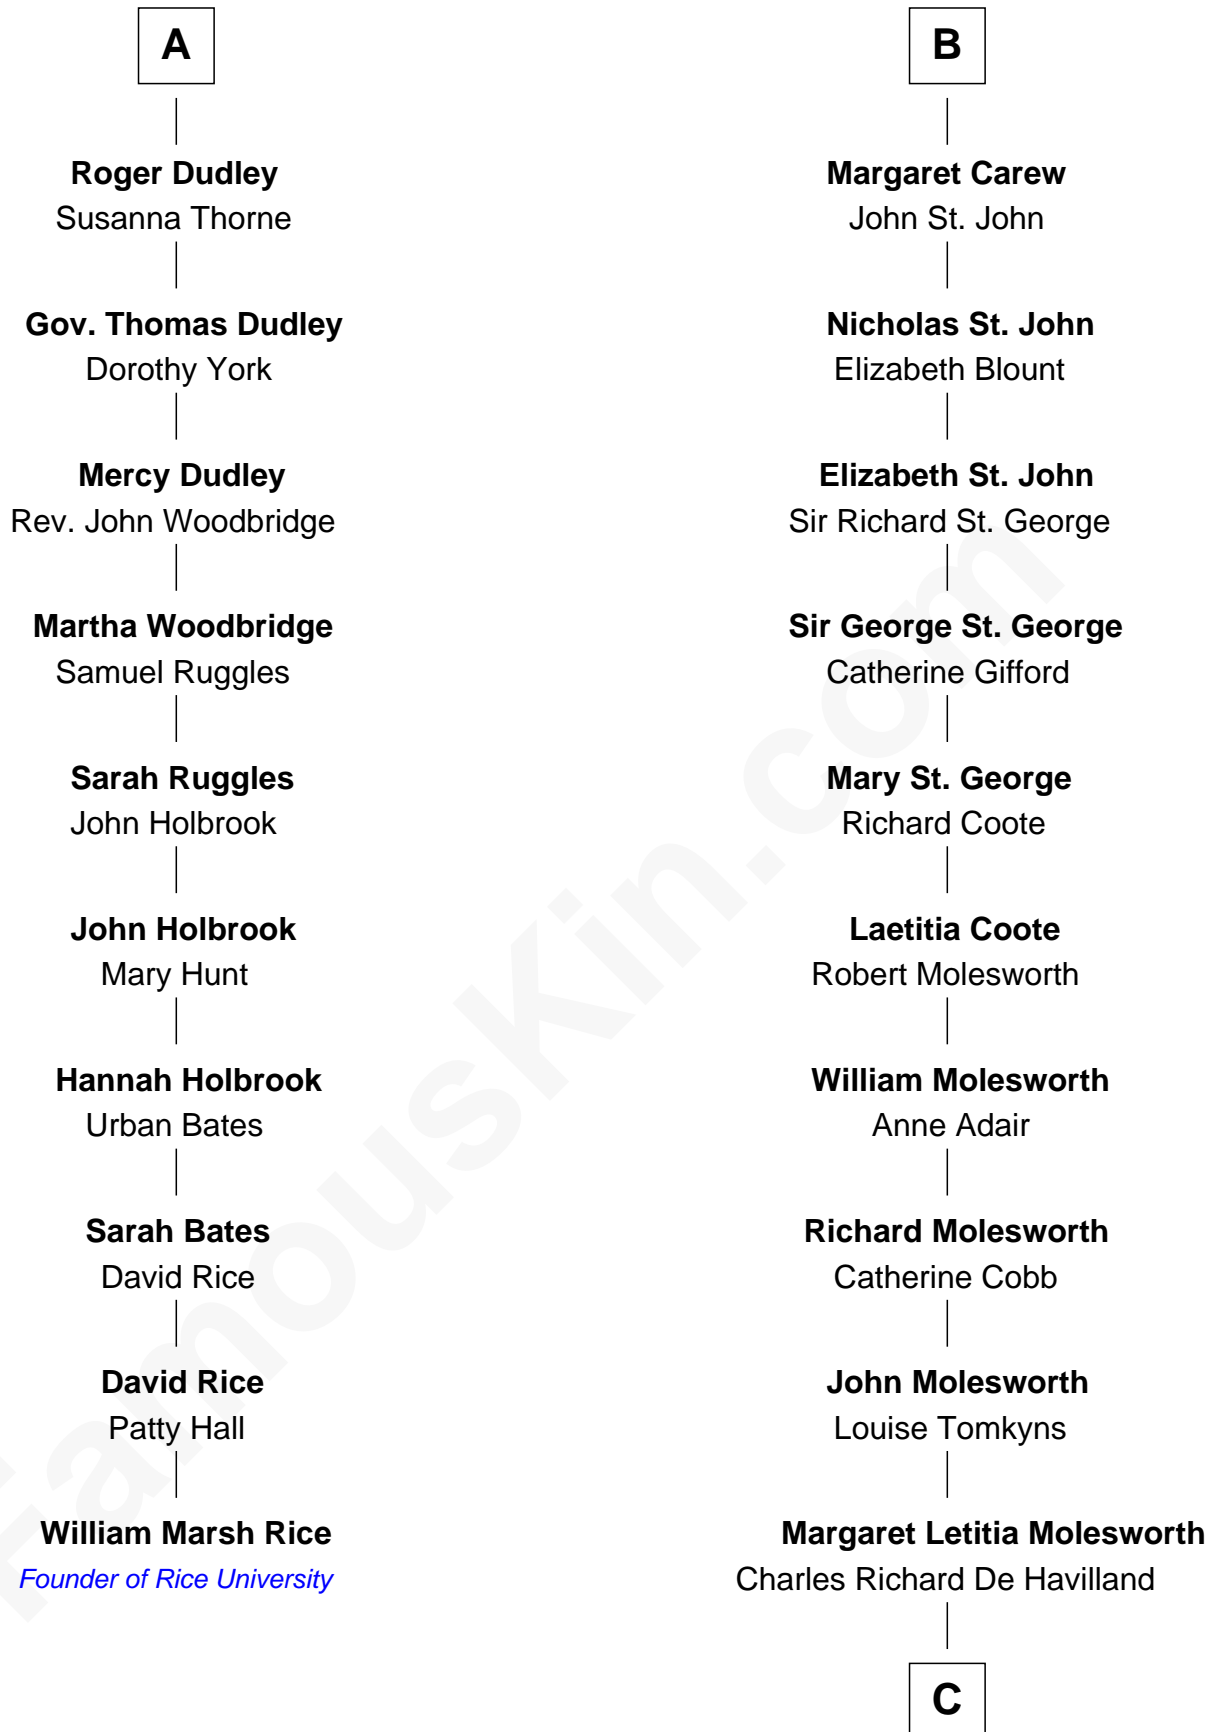 A
Roger Dudley
Susanna Thorne
Gov. Thomas Dudley
Dorothy York
Mercy Dudley
Rev. John Woodbridge
Martha Woodbridge
Samuel Ruggles
Sarah Ruggles
John Holbrook
John Holbrook
Mary Hunt
Hannah Holbrook
Urban Bates
Sarah Bates
David Rice
David Rice
Patty Hall
William Marsh Rice
Founder of Rice University
B
Margaret Carew
John St. John
Nicholas St. John
Elizabeth Blount
Elizabeth St. John
Sir Richard St. George
Sir George St. George
Catherine Gifford
Mary St. George
Richard Coote
Laetitia Coote
Robert Molesworth
William Molesworth
Anne Adair
Richard Molesworth
Catherine Cobb
John Molesworth
Louise Tomkyns
Margaret Letitia Molesworth
Charles Richard De Havilland
C
FamousKin.com